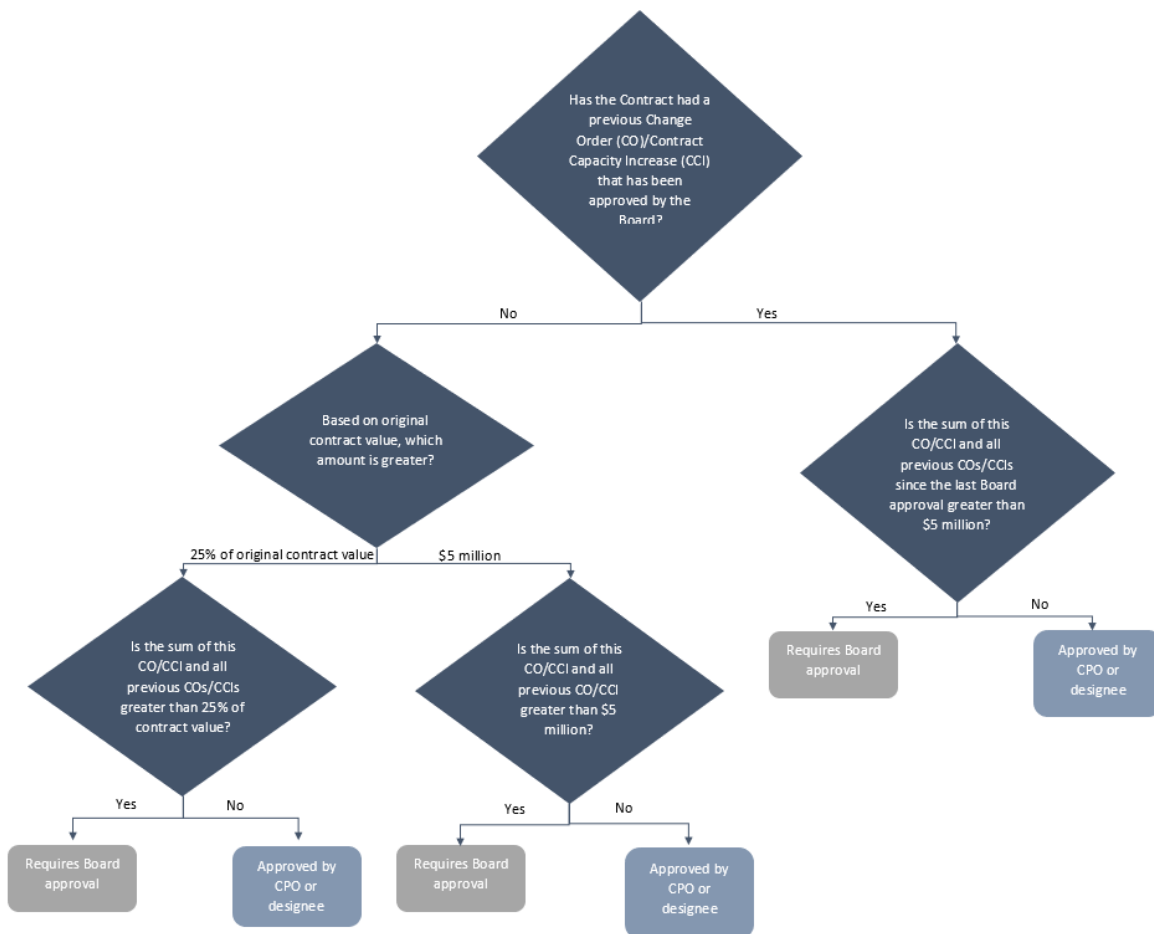 Has the Contract had a
previous Change
Order (CO)/Contract
Capacity Increase (CCI)
that has been
approved by the
Board?
No
Yes
Based on original
contract value, which
amount is greater?
Is the sum of this
CO/CCI and all
previous COs/CCIs
since the last Board
approval greater than
$5 million?
25% of original contract value
$5 million
Yes
No
Is the sum of this
CO/CCI and all
previous COs/CCIs
greater than 25% of
contract value?
Is the sum of this
CO/CCI and all
previous CO/CCI
greater than $5
million?
Requires Board
approval
Approved by
CPO or
designee
Yes
No
Yes
No
Requires Board
approval
Approved by
CPO or
designee
Requires Board
approval
Approved by
CPO or
designee